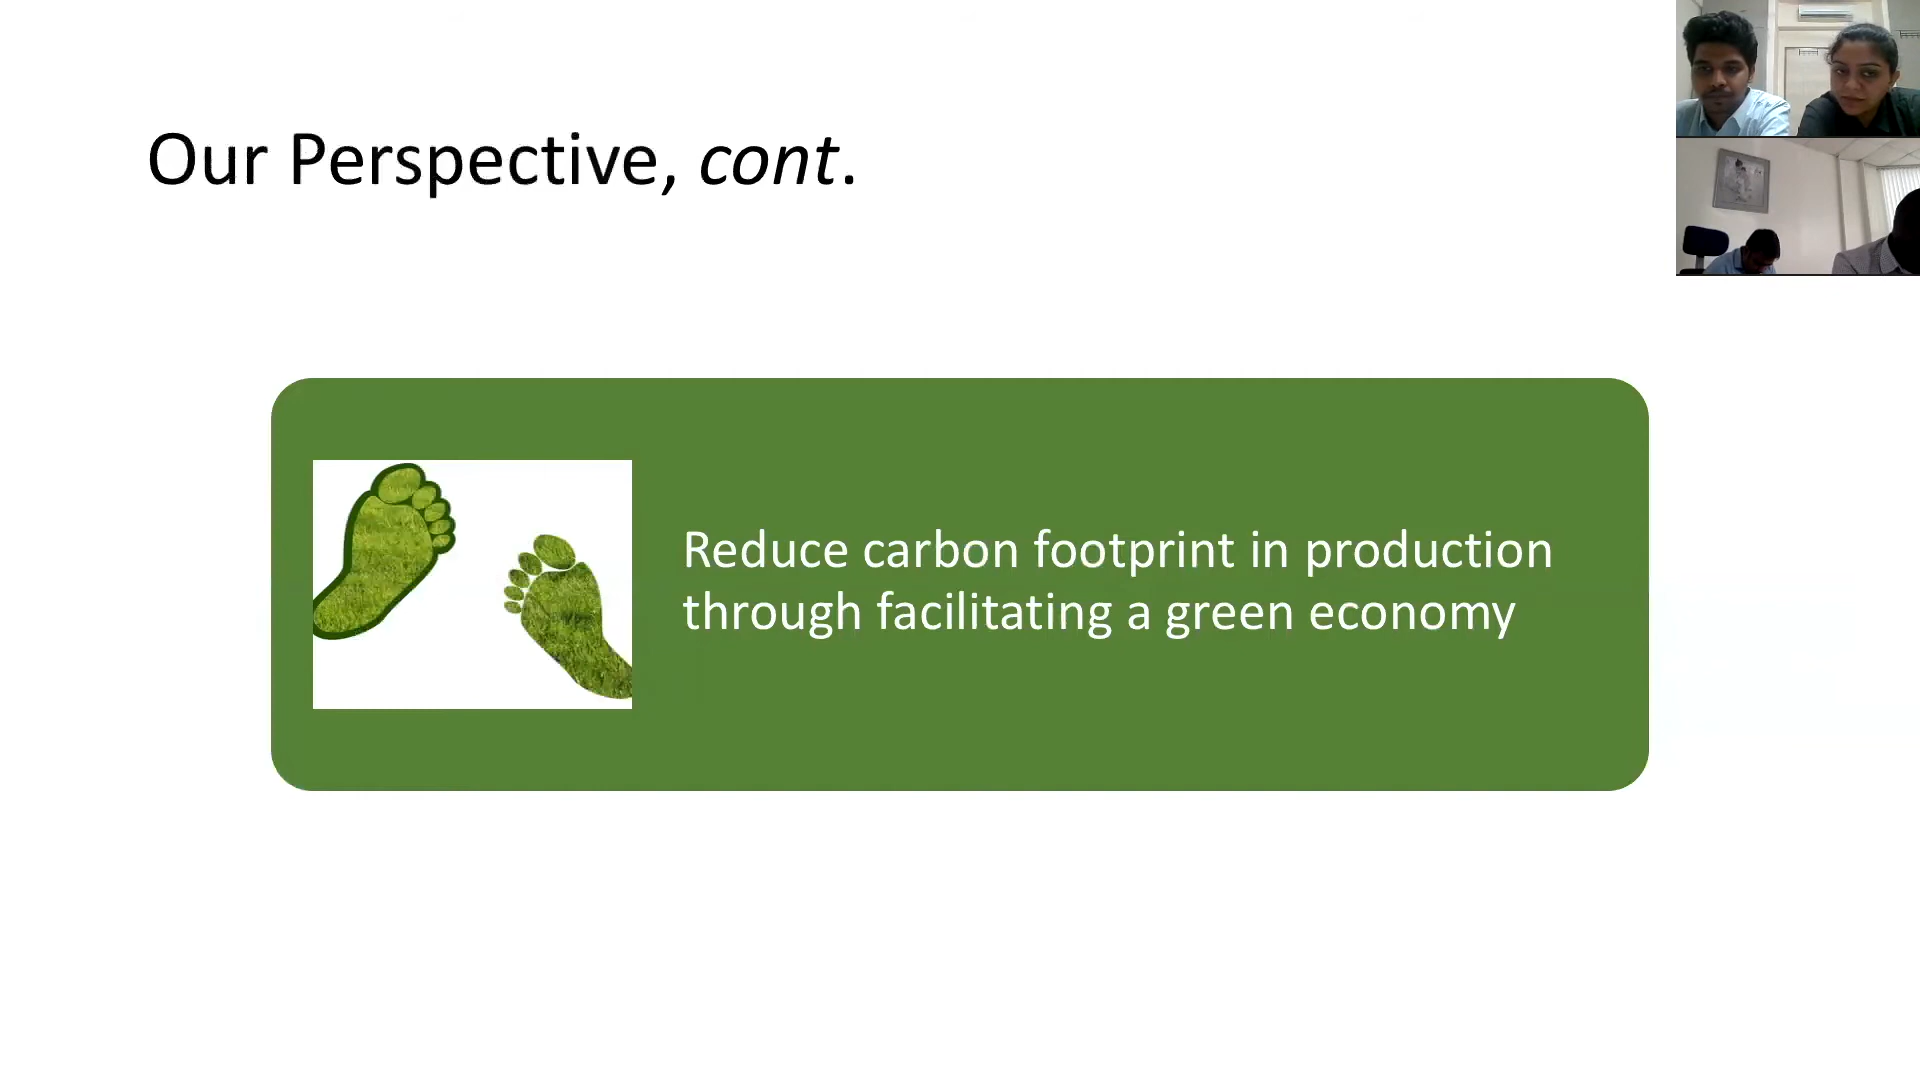 Our Perspective, cont.
Reduce carbon footprint in production
through facilitating a green economy